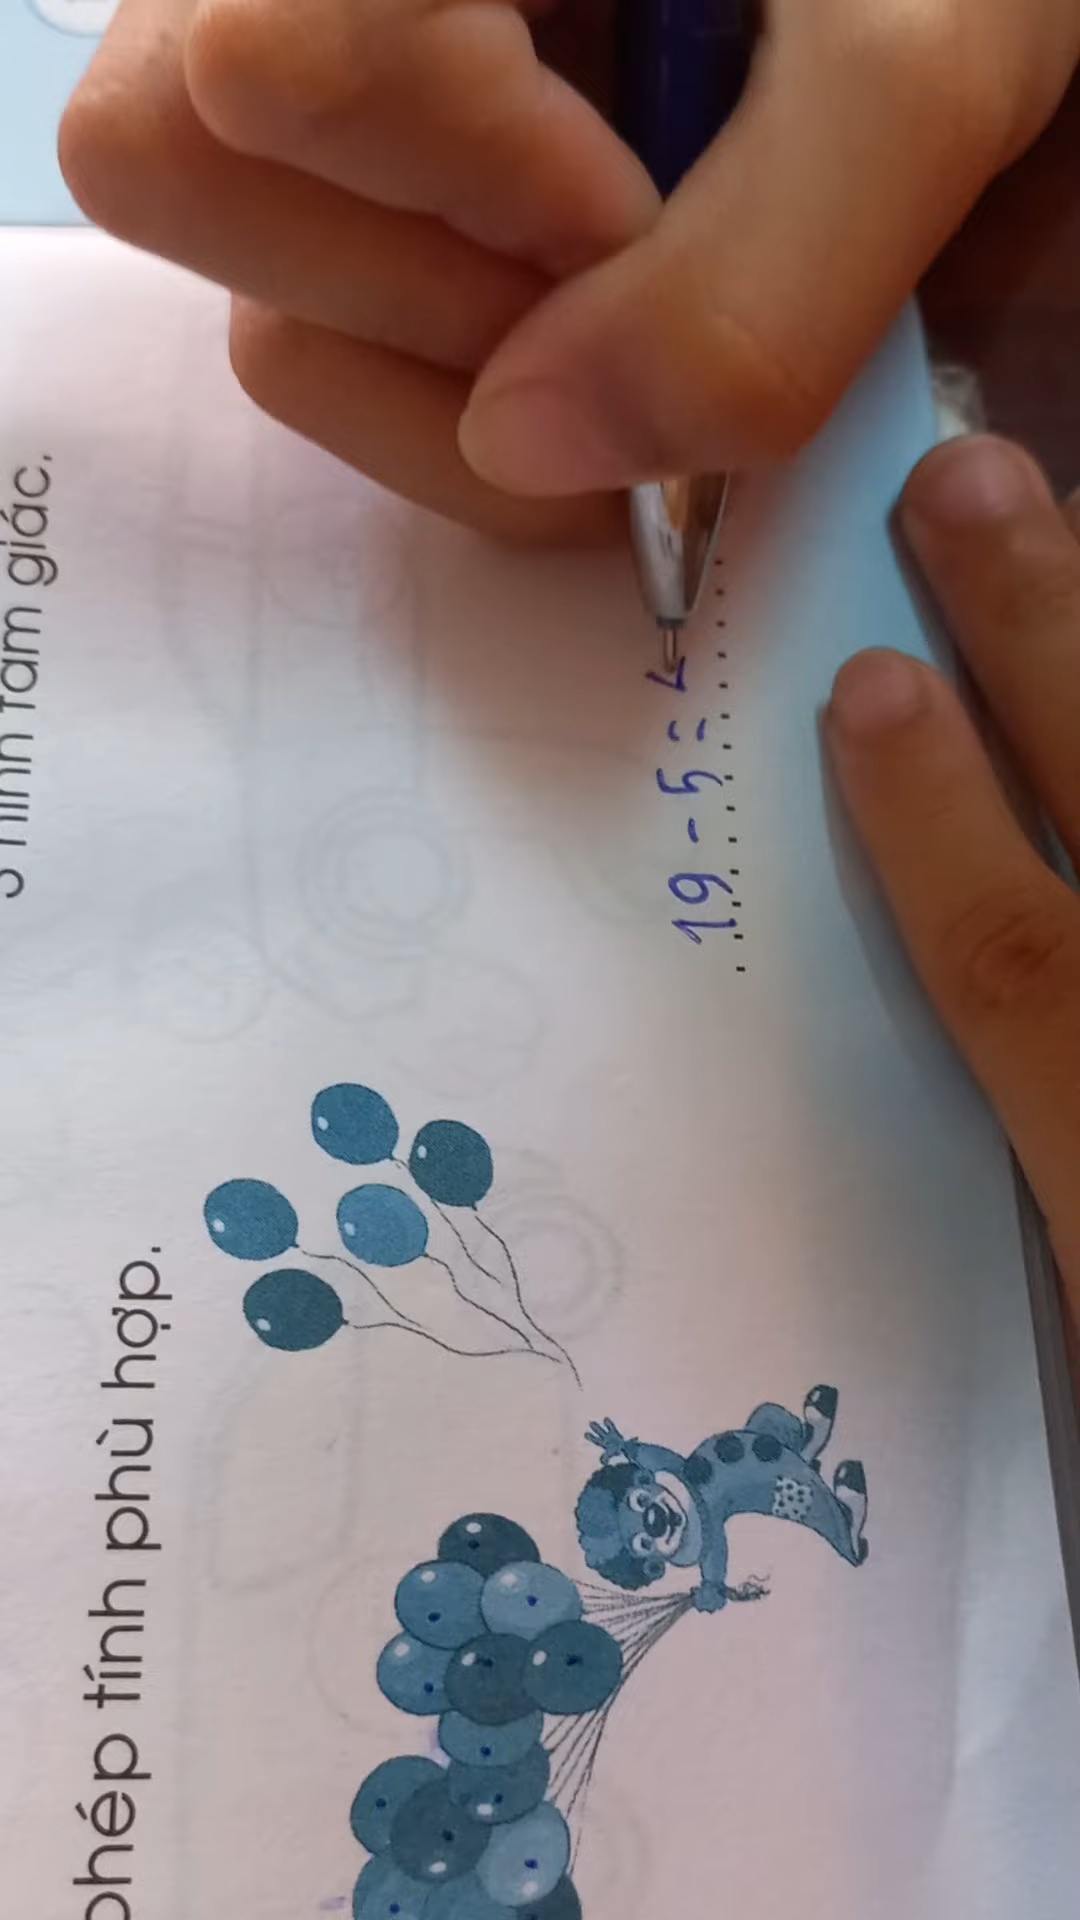 hình tam giác.
phép tính phù hợp.
19 - 5 =